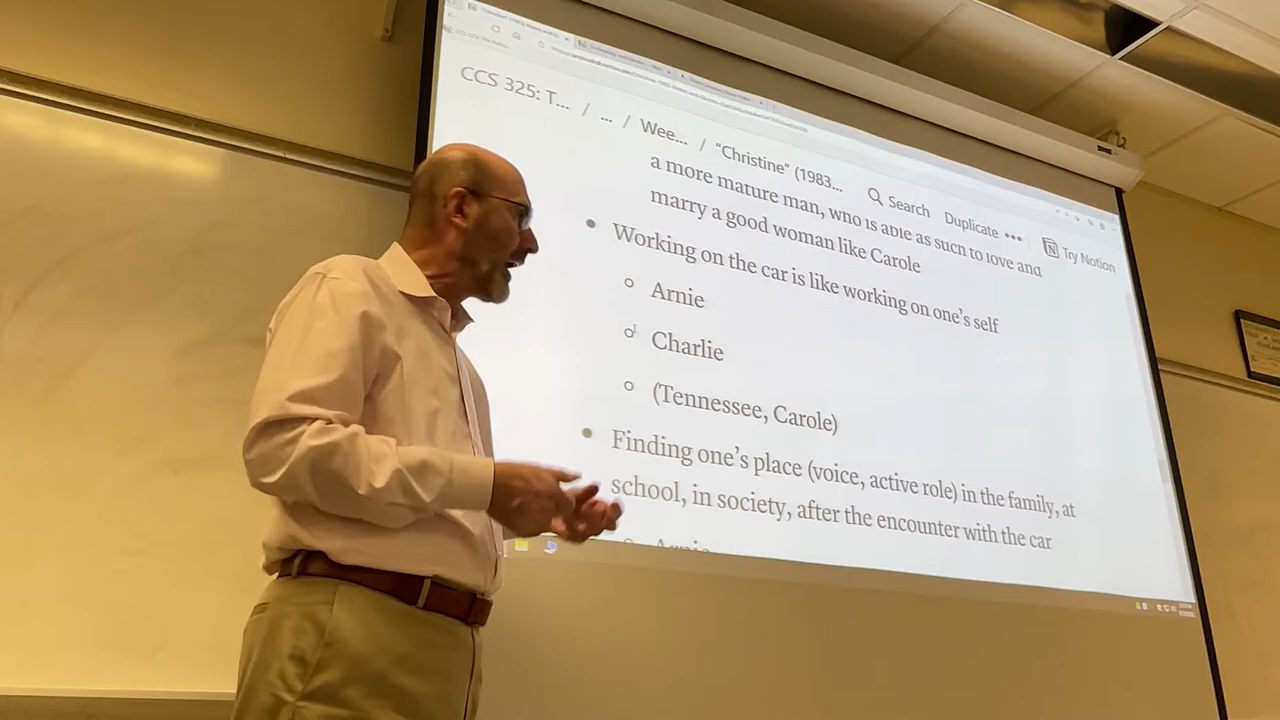 CCS 325: T... / ... / Wee... / "Christine" (1983...
Search Duplicate ••• Try Notion
a more mature man, who is able as such to love and
marry a good woman like Carole
• Working on the car is like working on one's self
◦ Arnie
◦ Charlie
◦ (Tennessee, Carole)
• Finding one's place (voice, active role) in the family, at
school, in society, after the encounter with the car
◦ Arnie